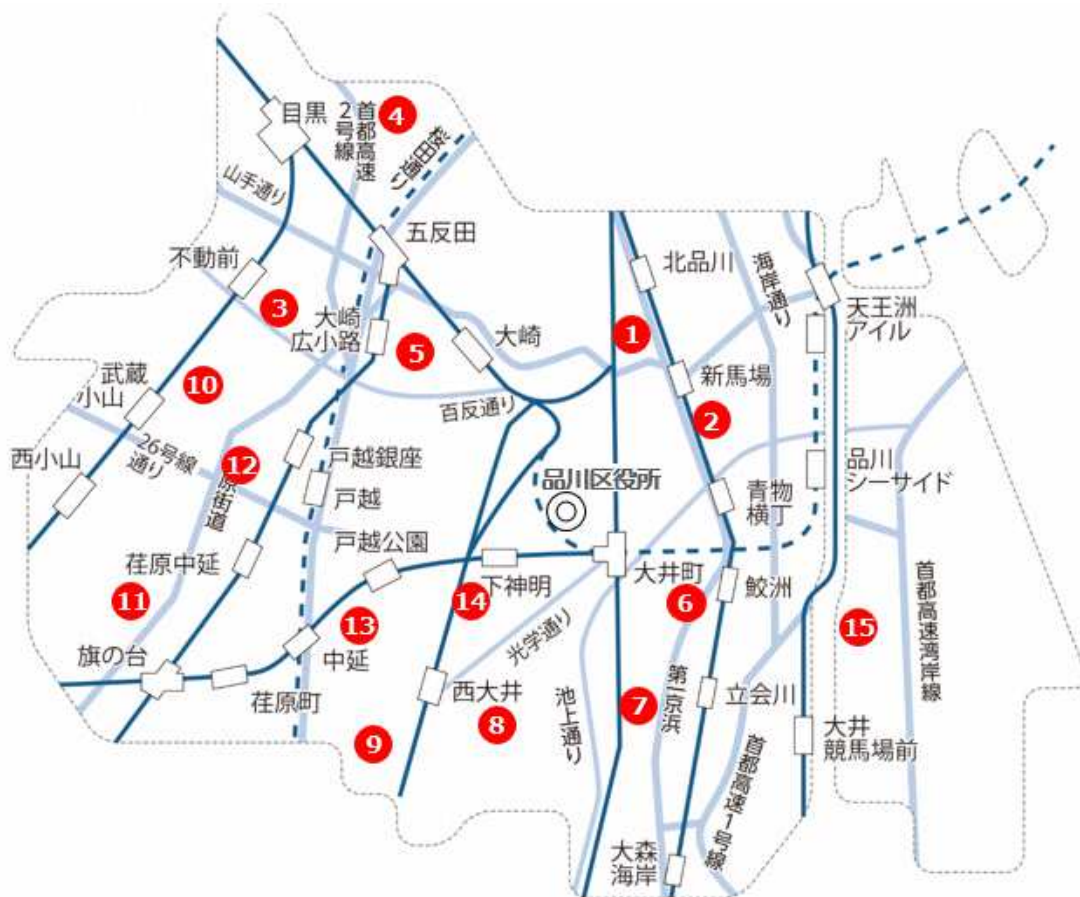 目黒
首都高速
2号線
4
桜田通り
山手通り
五反田
不動前
北品川
海岸通り
天王洲
アイル
3
大崎
広小路
5
大崎
1
新馬場
武蔵
小山
10
百反通り
2
26号線
通り
西小山
12
原街道
戸越銀座
戸越
品川区役所
青物
横丁
品川
シーサイド
戸越公園
荏原中延
下神明
大井町
鮫洲
11
13
14
6
15
首都高速湾岸線
旗の台
中延
光学通り
荏原町
西大井
8
池上通り
7
第一京浜
立会川
9
大井
競馬場前
首都高速1号線
大森
海岸